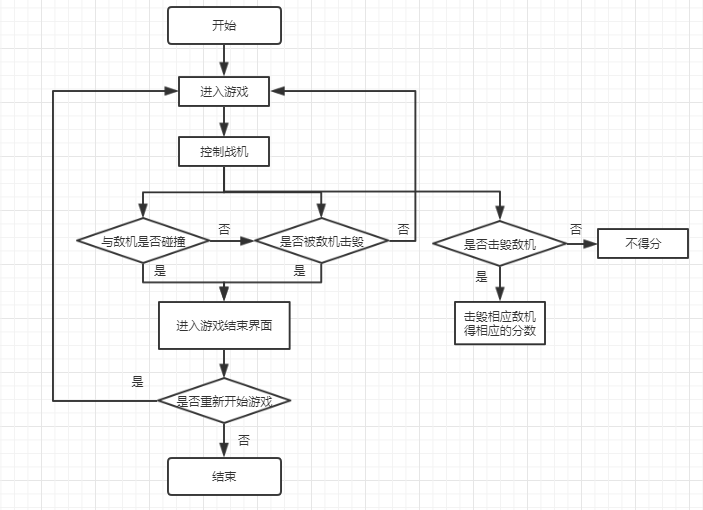 开始
进入游戏
控制战机
与敌机是否碰撞
否
是否被敌机击毁
否
是否击毁敌机
否
不得分
是
是
是
进入游戏结束界面
击毁相应敌机
得相应的分数
是
是否重新开始游戏
否
结束